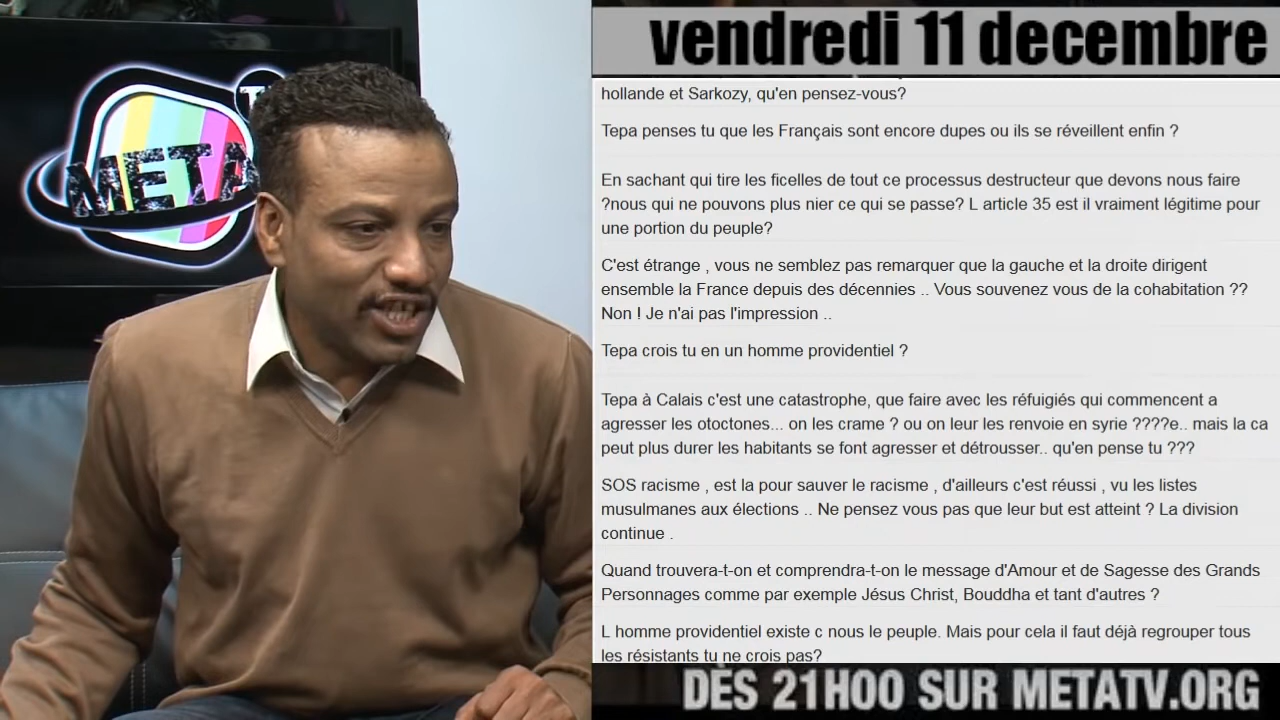 META
vendredi 11 decembre
hollande et Sarkozy, qu'en pensez-vous?
Tepa penses tu que les Français sont encore dupes ou ils se réveillent enfin ?
En sachant qui tire les ficelles de tout ce processus destructeur que devons nous faire
?nous qui ne pouvons plus nier ce qui se passe? L article 35 est il vraiment légitime pour
une portion du peuple?
C'est étrange , vous ne semblez pas remarquer que la gauche et la droite dirigent
ensemble la France depuis des décennies .. Vous souvenez vous de la cohabitation ??
Non ! Je n'ai pas l'impression ..
Tepa crois tu en un homme providentiel ?
Tepa à Calais c'est une catastrophe, que faire avec les réfuigiés qui commencent a
agresser les otoctones... on les crame ? ou on leur les renvoie en syrie ????e.. mais la ca
peut plus durer les habitants se font agresser et détrousser.. qu'en pense tu ???
SOS racisme , est la pour sauver le racisme , d'ailleurs c'est réussi , vu les listes
musulmanes aux élections .. Ne pensez vous pas que leur but est atteint ? La division
continue .
Quand trouvera-t-on et comprendra-t-on le message d'Amour et de Sagesse des Grands
Personnages comme par exemple Jésus Christ, Bouddha et tant d'autres ?
L homme providentiel existe c nous le peuple. Mais pour cela il faut déjà regrouper tous
les résistants tu ne crois pas?
DÈS 21H00 SUR METATV.ORG